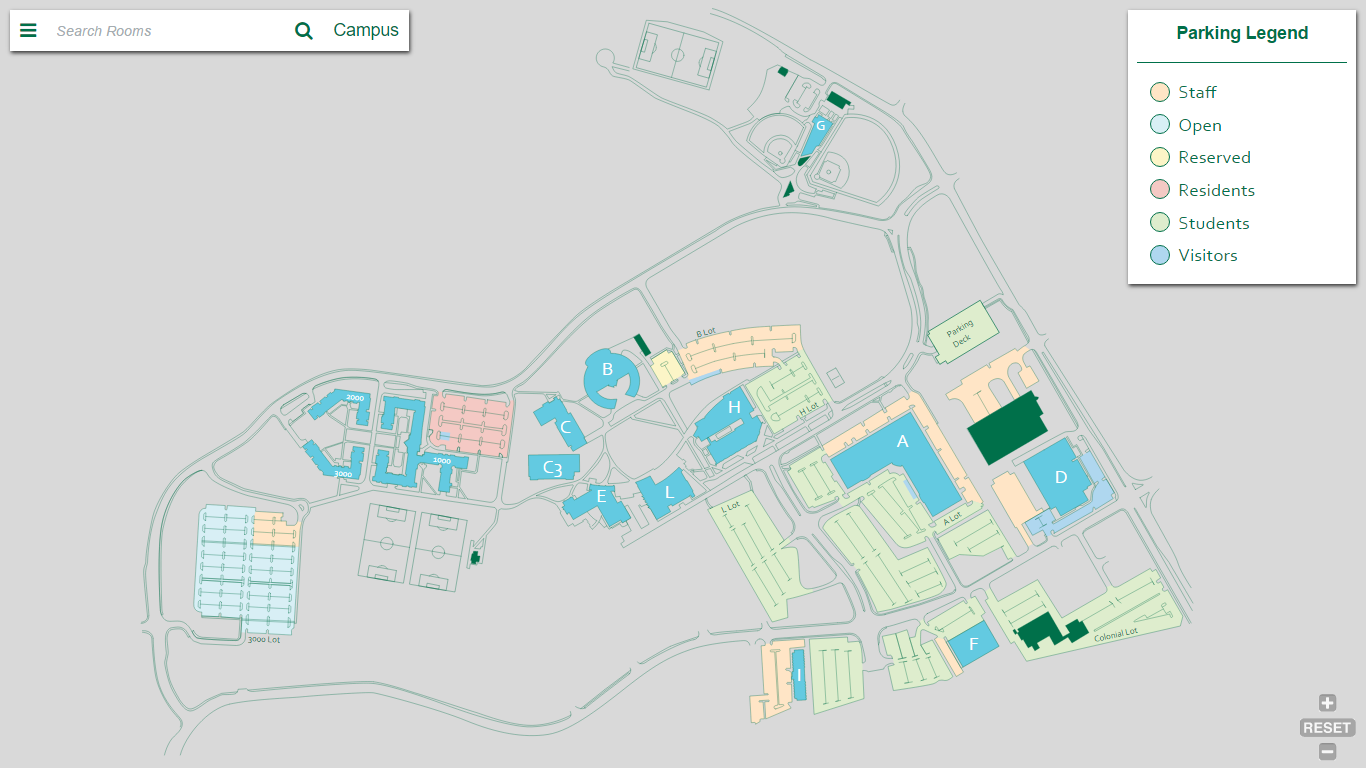 Search Rooms
Campus
Parking Legend
Staff
Open
Reserved
Residents
Students
Visitors
G
Parking
Deck
B Lot
B
H
H Lot
2000
C
A
1000
3000
C3
D
E
L
L Lot
A Lot
3000 Lot
Colonial Lot
F
I
RESET